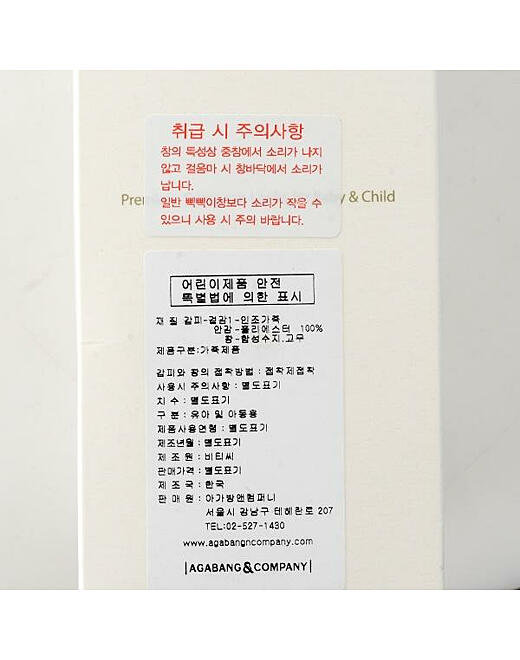 취급 시 주의사항
창의 특성상 중창에서 소리가 나지
않고 걸음마 시 창바닥에서 소리가
납니다.
Pre y & Child
일반 삑삑이창보다 소리가 작을 수
있으니 사용 시 주의 바랍니다.
어린이제품 안전
특별법에 의한 표시
재 질 갑피-겉감1-인조가죽
안감-폴리에스터 100%
창-합성수지.고무
제품구분:가죽제품
갑피와 창의 접착방법 : 접착제접착
사용시 주의사항 : 별도표기
치 수 : 별도표기
구 분 : 유아 및 아동용
제품사용연령 : 별도표기
제조년월 : 별도표기
제 조 원 : 비티씨
판매가격 : 별도표기
제 조 국 : 한국
판 매 원 : 아가방앤컴퍼니
서울시 강남구 테헤란로 207
TEL:02-527-1430
www.agabangncompany.com
AGABANG&COMPANY